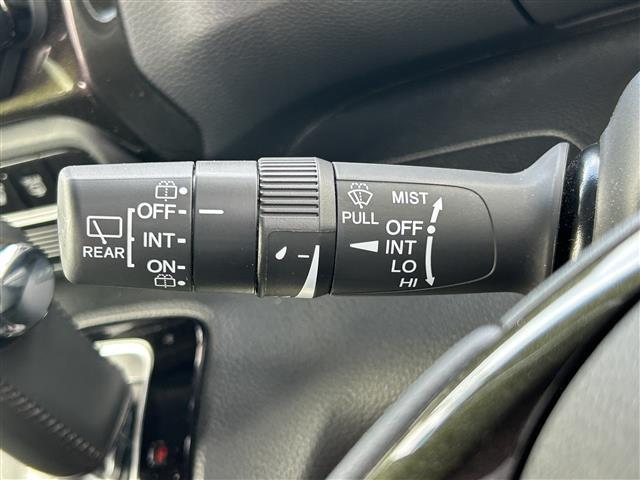 OFF
REAR
INT
ON
PULL
MIST
OFF
INT
LO
HI